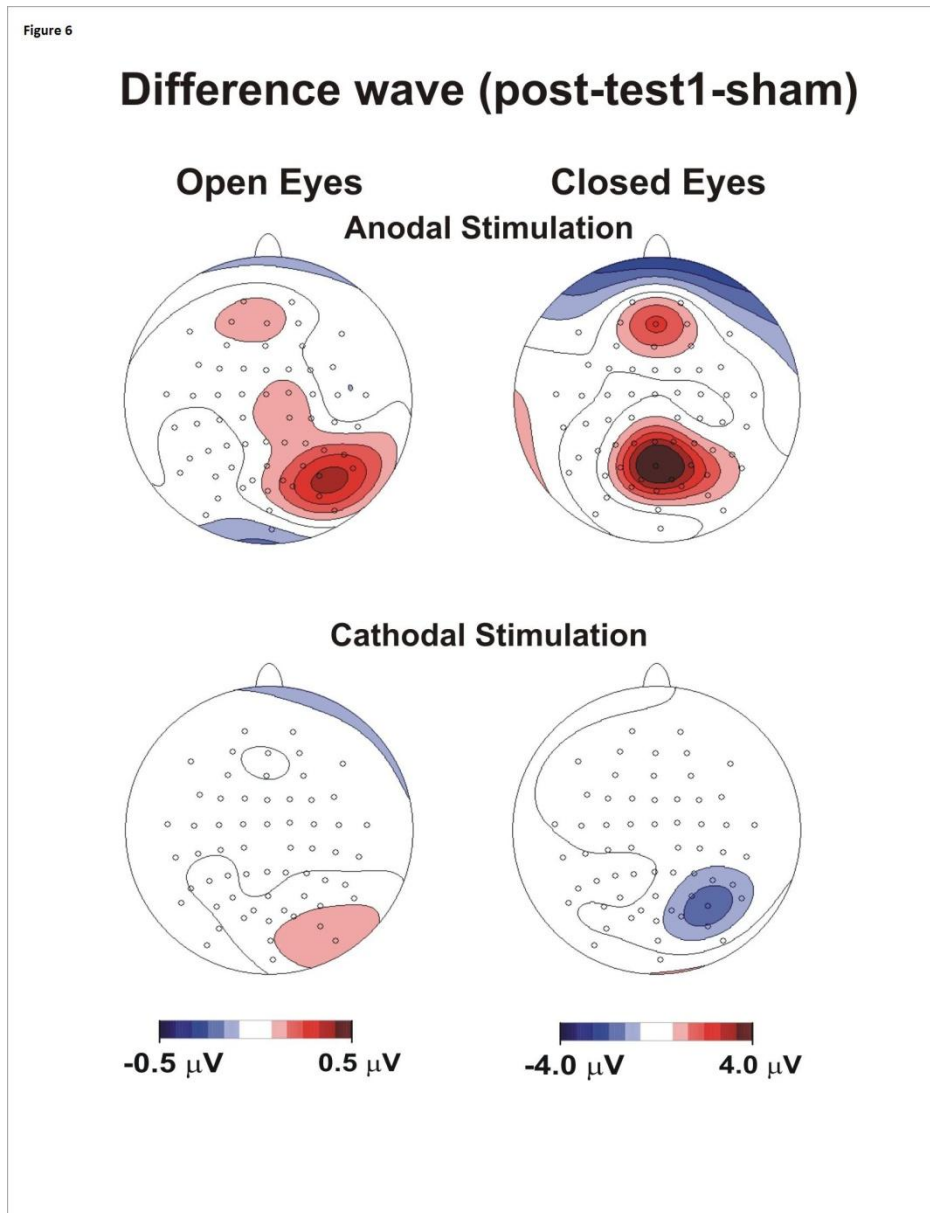 Figure 6
Difference wave (post-test1-sham)
Open Eyes Closed Eyes
Anodal Stimulation
Cathodal Stimulation
-0.5 μV 0.5 μV -4.0 μV 4.0 μV